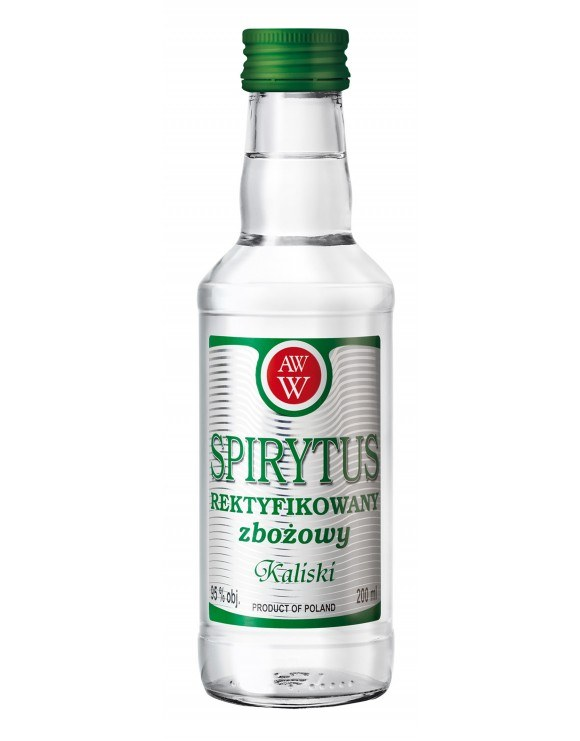 AW
W
SPIRYTUS
REKTYFIKOWANY
zbożowy
Kaliski
95% obj.
200 ml
PRODUCT OF POLAND